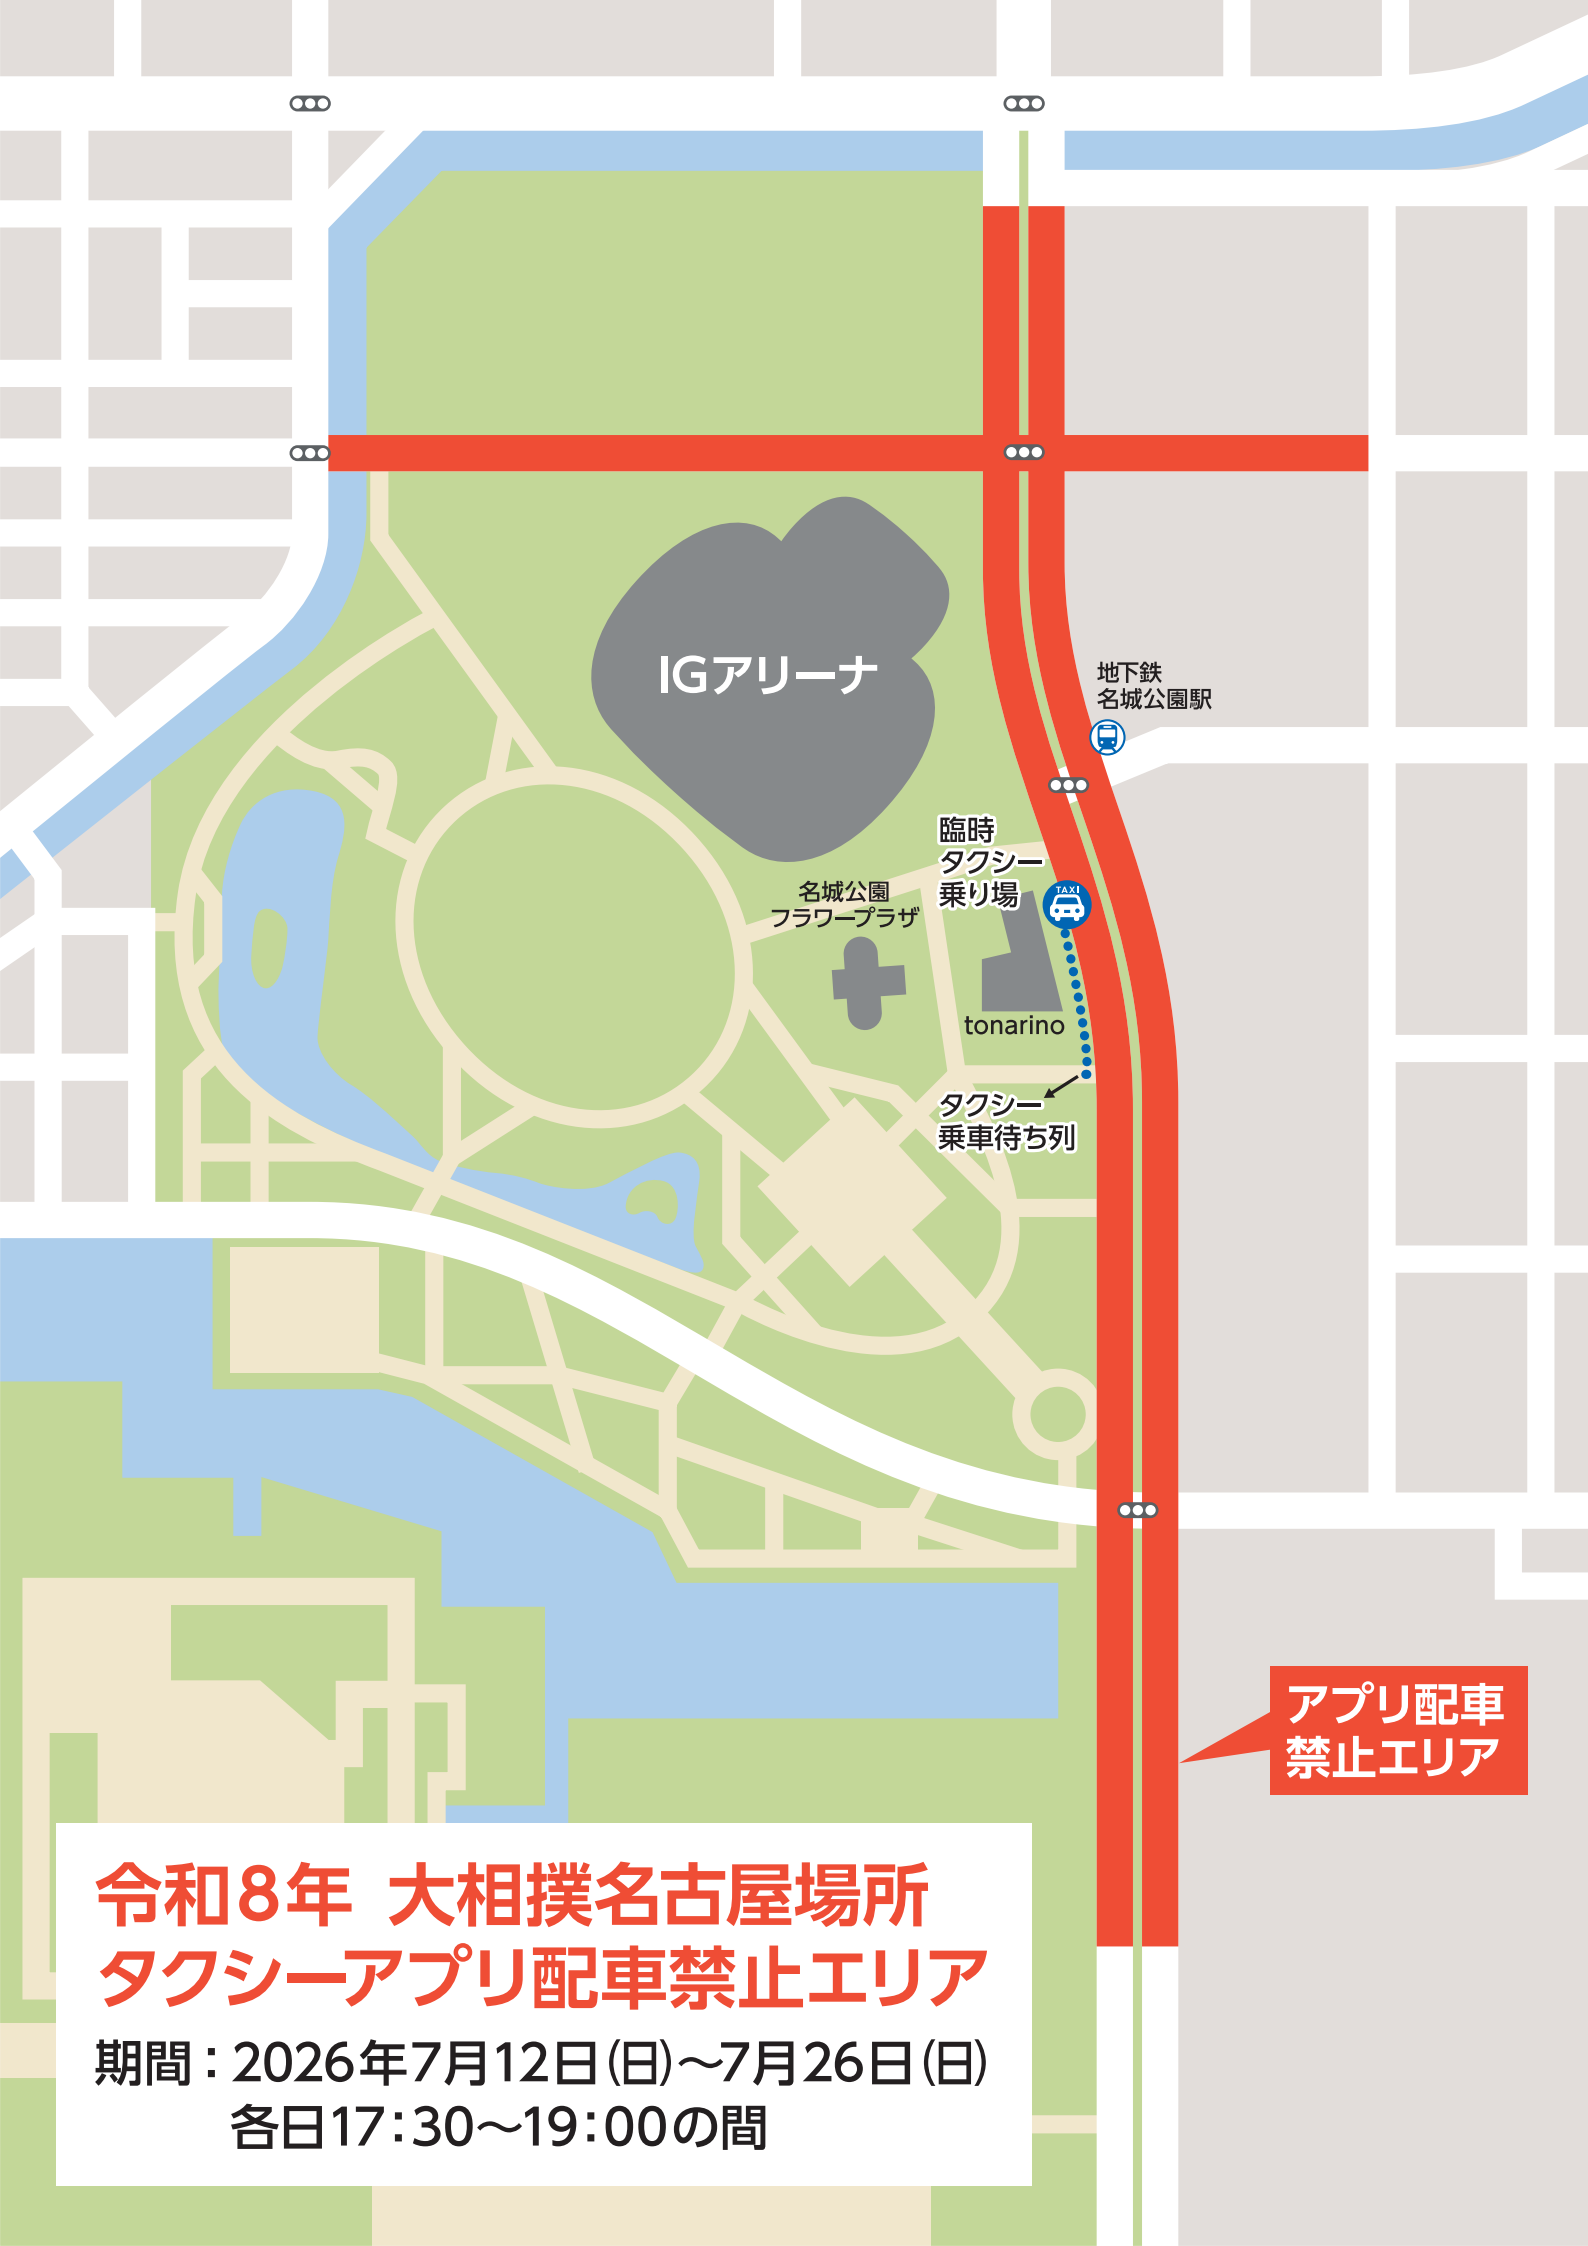 IGアリーナ
地下鉄
名城公園駅
臨時
タクシー
乗り場
TAXI
名城公園
フラワープラザ
tonarino
タクシー
乗車待ち列
アプリ配車
禁止エリア
令和8年 大相撲名古屋場所
タクシーアプリ配車禁止エリア
期間：2026年7月12日(日)～7月26日(日)
各日17：30～19：00の間